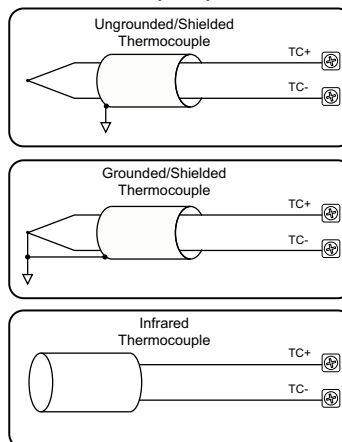 Ungrounded/Shielded
Thermocouple
TC+
TC-
Grounded/Shielded
Thermocouple
TC+
TC-
Infrared
Thermocouple
TC+
TC-